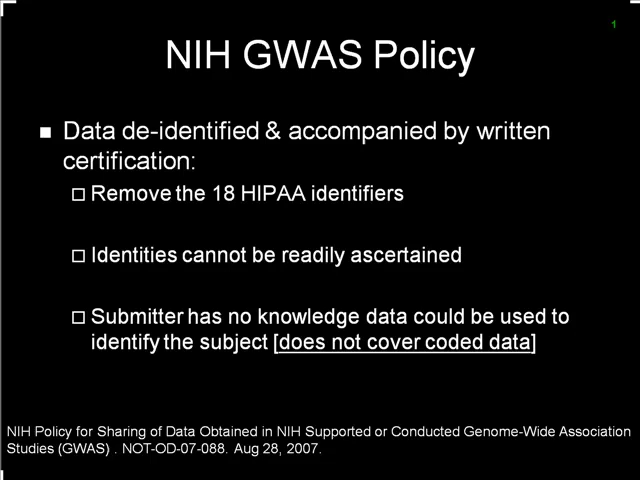 1
NIH GWAS Policy
Data de-identified & accompanied by written
certification:
Remove the 18 HIPAA identifiers
Identities cannot be readily ascertained
Submitter has no knowledge data could be used to
identify the subject [does not cover coded data]
NIH Policy for Sharing of Data Obtained in NIH Supported or Conducted Genome-Wide Association
Studies (GWAS) . NOT-OD-07-088. Aug 28, 2007.